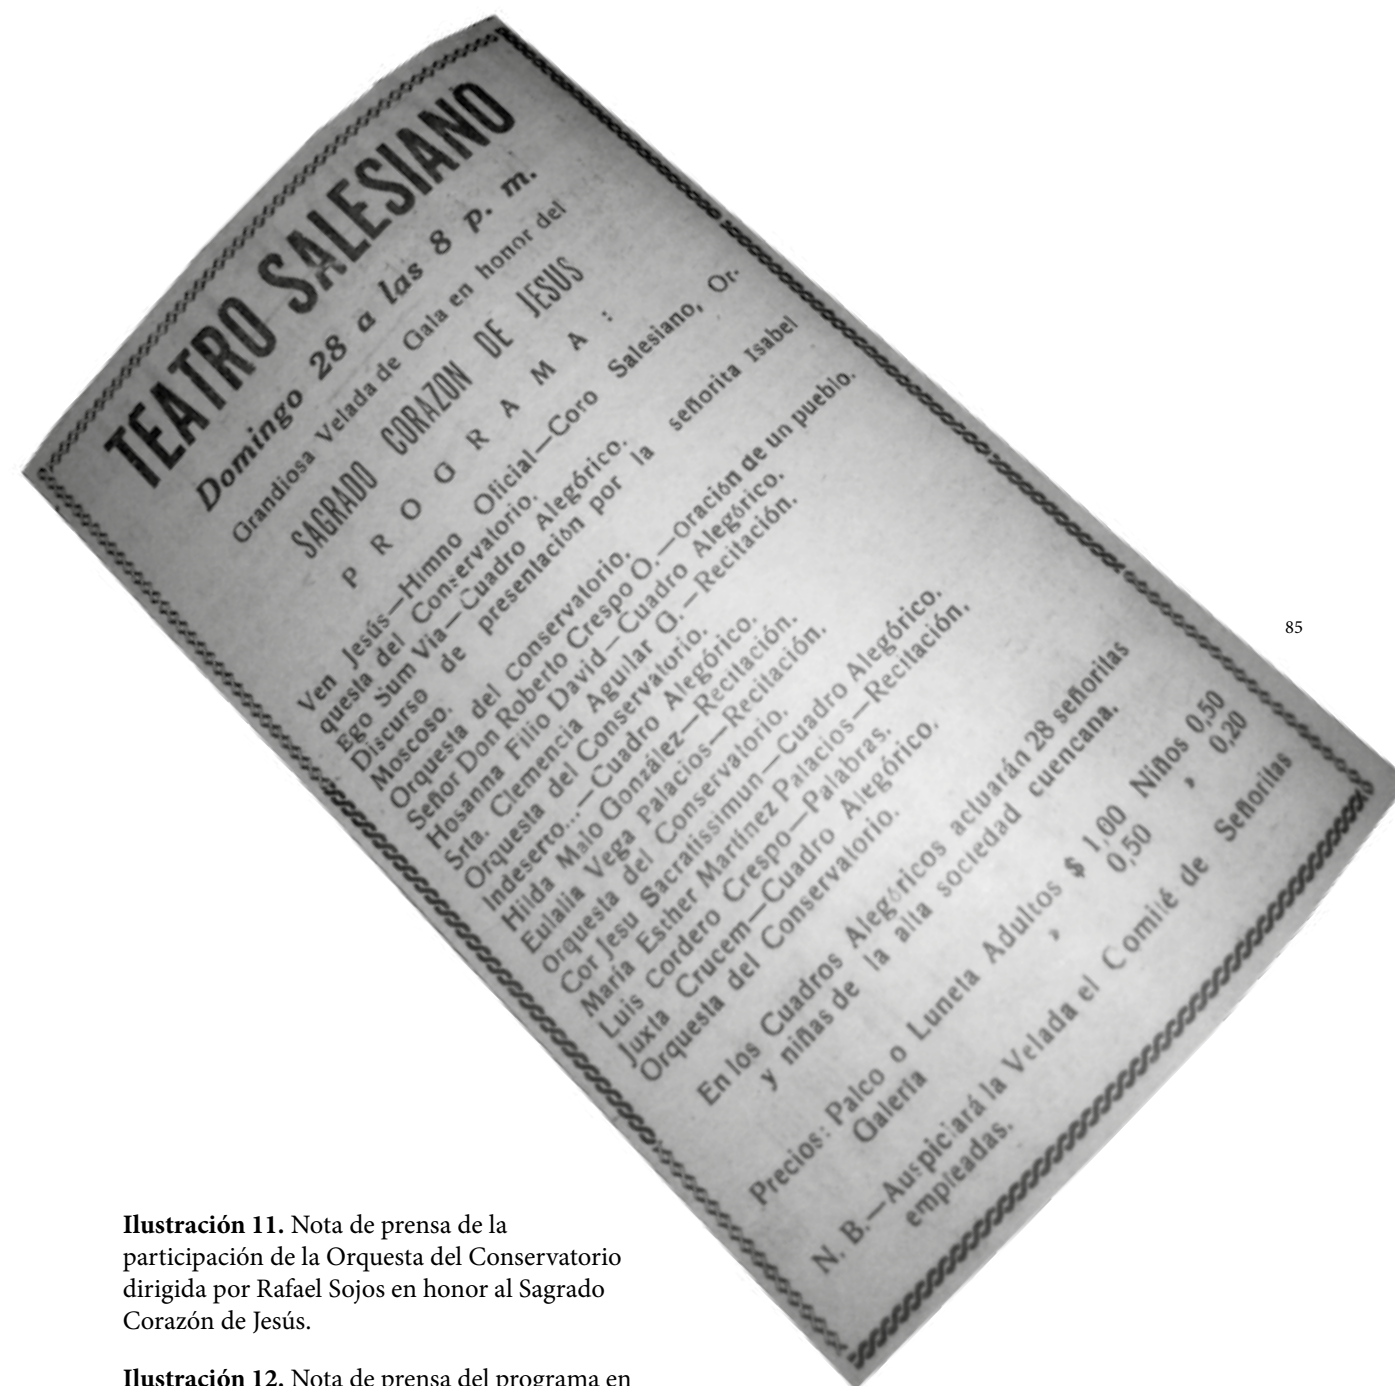 TEATRO SALESIANO
Domingo 28 a las 8 p. m.
Grandiosa Velada de Gala en honor del
SAGRADO CORAZON DE JESUS
PROGRAMA:
Ven Jesús—Himno Oficial—Coro Salesiano, Or-
questa del Conservatorio.
Ego Sum Via—Cuadro Alegórico.
Discurso de presentación por la señorita Isabel
Moscoso.
Orquesta del conservatorio.
Señor Don Roberto Crespo O.—Oración de un pueblo.
Hosanna Filio David—Cuadro Alegórico.
Srta. Clemencia Aguilar G.—Recitación.
Orquesta del Conservatorio.
Indeserto...—Cuadro Alegórico.
Hilda Malo González—Recitación.
Eulalia Vega Palacios—Recitación.
Orquesta del Conservatorio.
Cor Jesu Sacratissimun—Cuadro Alegórico.
María Esther Martínez Palacios—Recitación.
Luis Cordero Crespo—Palabras.
Juxta Crucem—Cuadro Alegórico.
Orquesta del Conservatorio.
En los Cuadros Alegóricos actuarán 28 señoritas
y niñas de la alta sociedad cuencana.
Precios: Palco o Luneta Adultos $ 1,00 Niños 0,50
Galería , 0,50 , 0,20
N. B.—Auspiciará la Velada el Comité de Señoritas
empleadas.
85
Ilustración 11. Nota de prensa de la
participación de la Orquesta del Conservatorio
dirigida por Rafael Sojos en honor al Sagrado
Corazón de Jesús.
Ilustración 12. Nota de prensa del programa en